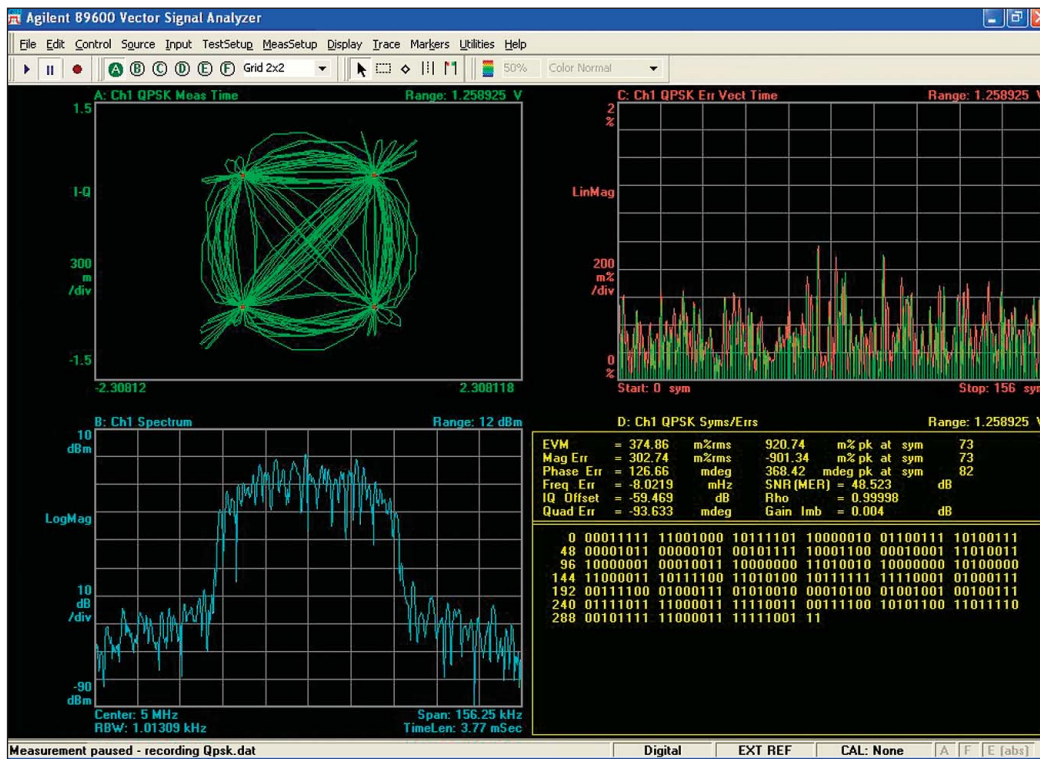 Agilent 89600 Vector Signal Analyzer
File Edit Control Source Input TestSetup MeasSetup Display Trace Markers Utilities Help
A B C D E F Grid 2x2 50% Color Normal
A: Ch1 QPSK Meas Time Range: 1.258925 V
1.5
I-Q
300
m
/div
-1.5
-2.30812 2.308118
C: Ch1 QPSK Err Vect Time Range: 1.258925 V
2
%
LinMag
200
m%
/div
0
%
Start: 0 sym Stop: 156 sym
B: Ch1 Spectrum Range: 12 dBm
10
dBm
LogMag
10
dB
/div
-90
dBm
Center: 5 MHz Span: 156.25 kHz
RBW: 1.01309 kHz TimeLen: 3.77 mSec
D: Ch1 QPSK Syms/Errs Range: 1.258925 V
EVM = 374.86 m%rms 920.74 m% pk at sym 73
Mag Err = 302.74 m%rms -901.34 m% pk at sym 73
Phase Err = 126.66 mdeg 368.42 mdeg pk at sym 82
Freq Err = -8.0219 mHz SNR(MER) = 48.523 dB
IQ Offset = -59.469 dB Rho = 0.99998
Quad Err = -93.633 mdeg Gain Imb = 0.004 dB
0 00011111 11001000 10111101 10000010 01100111 10100111
48 00001011 00000101 00101111 10001100 00010001 11010011
96 10000001 00010011 10000000 11010010 10000000 10100000
144 11000011 10111100 11010100 10111111 11110001 01000111
192 00111100 01000111 01010010 00010100 01001001 00100111
240 01111011 11000011 11110011 00111100 10101100 11011110
288 00101111 11000011 11111001 11
Measurement paused - recording Qpsk.dat Digital EXT REF CAL: None A F E [abs]